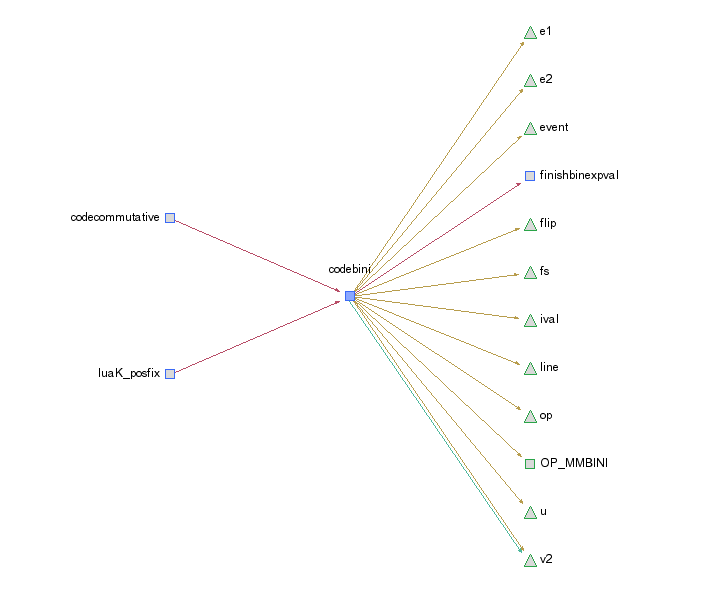 e1
e2
event
finishbinexpval
codecommutative
flip
codebini
fs
ival
line
luaK_posfix
op
OP_MMBINI
u
v2